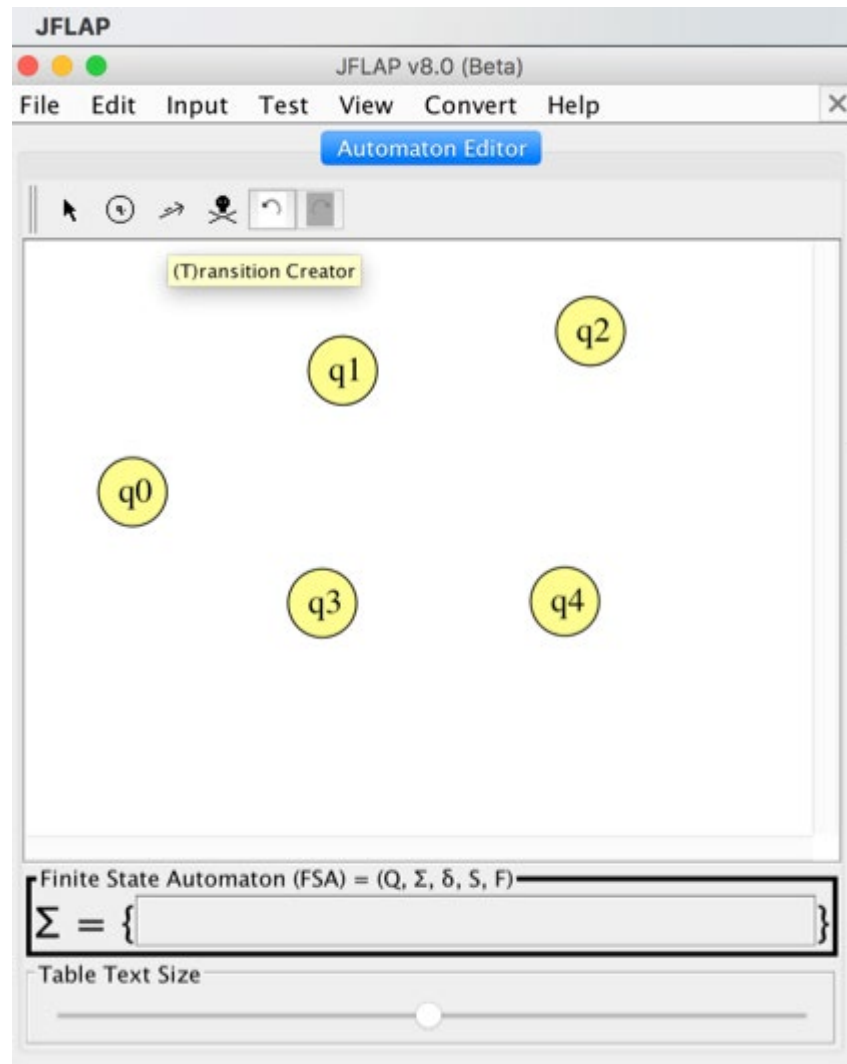 JFLAP
JFLAP v8.0 (Beta)
File Edit Input Test View Convert Help
Automaton Editor
q
(T)ransition Creator
q2
q1
q0
q3 q4
Finite State Automaton (FSA) = (Q, Σ, δ, S, F)
Σ = { }
Table Text Size